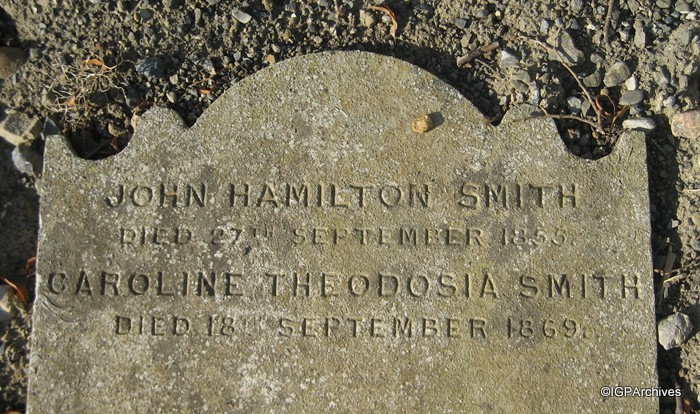 JOHN HAMILTON SMITH
DIED 27TH SEPTEMBER 1855.
CAROLINE THEODOSIA SMITH
DIED 18TH SEPTEMBER 1869.
©IGPArchives